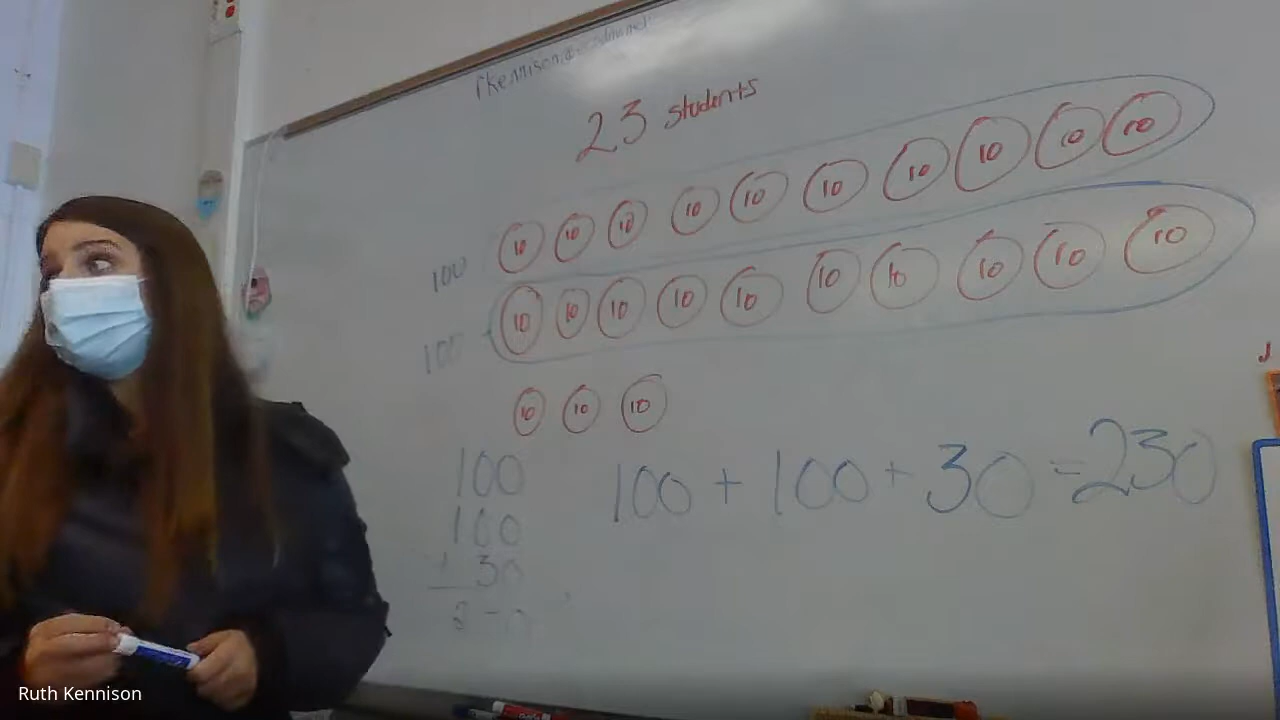 23 students
10 10 10 10 10 10 10 10 10 10
100
10 10 10 10 10 10 10 10 10 10
100
10 10 10
100
100
+ 30
100 + 100 + 30 = 230
Ruth Kennison